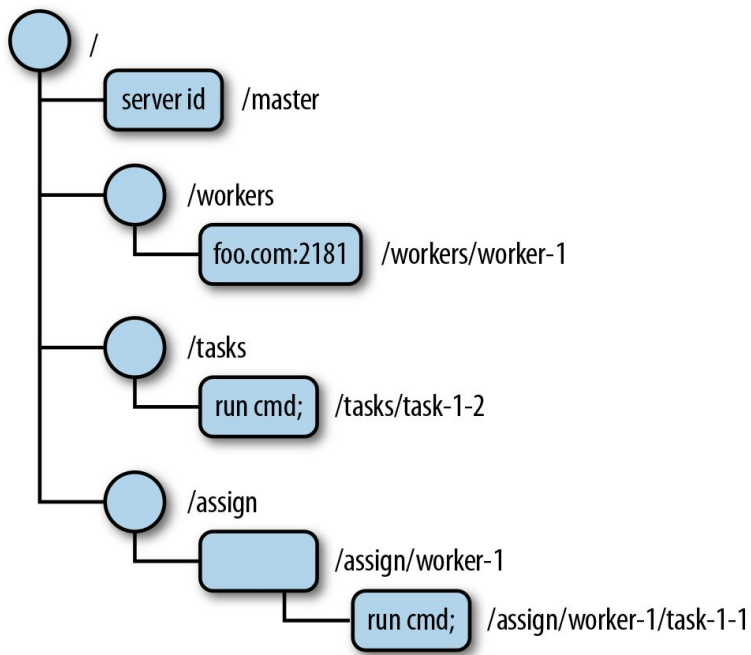 /
server id /master
/workers
foo.com:2181 /workers/worker-1
/tasks
run cmd; /tasks/task-1-2
/assign
/assign/worker-1
run cmd; /assign/worker-1/task-1-1